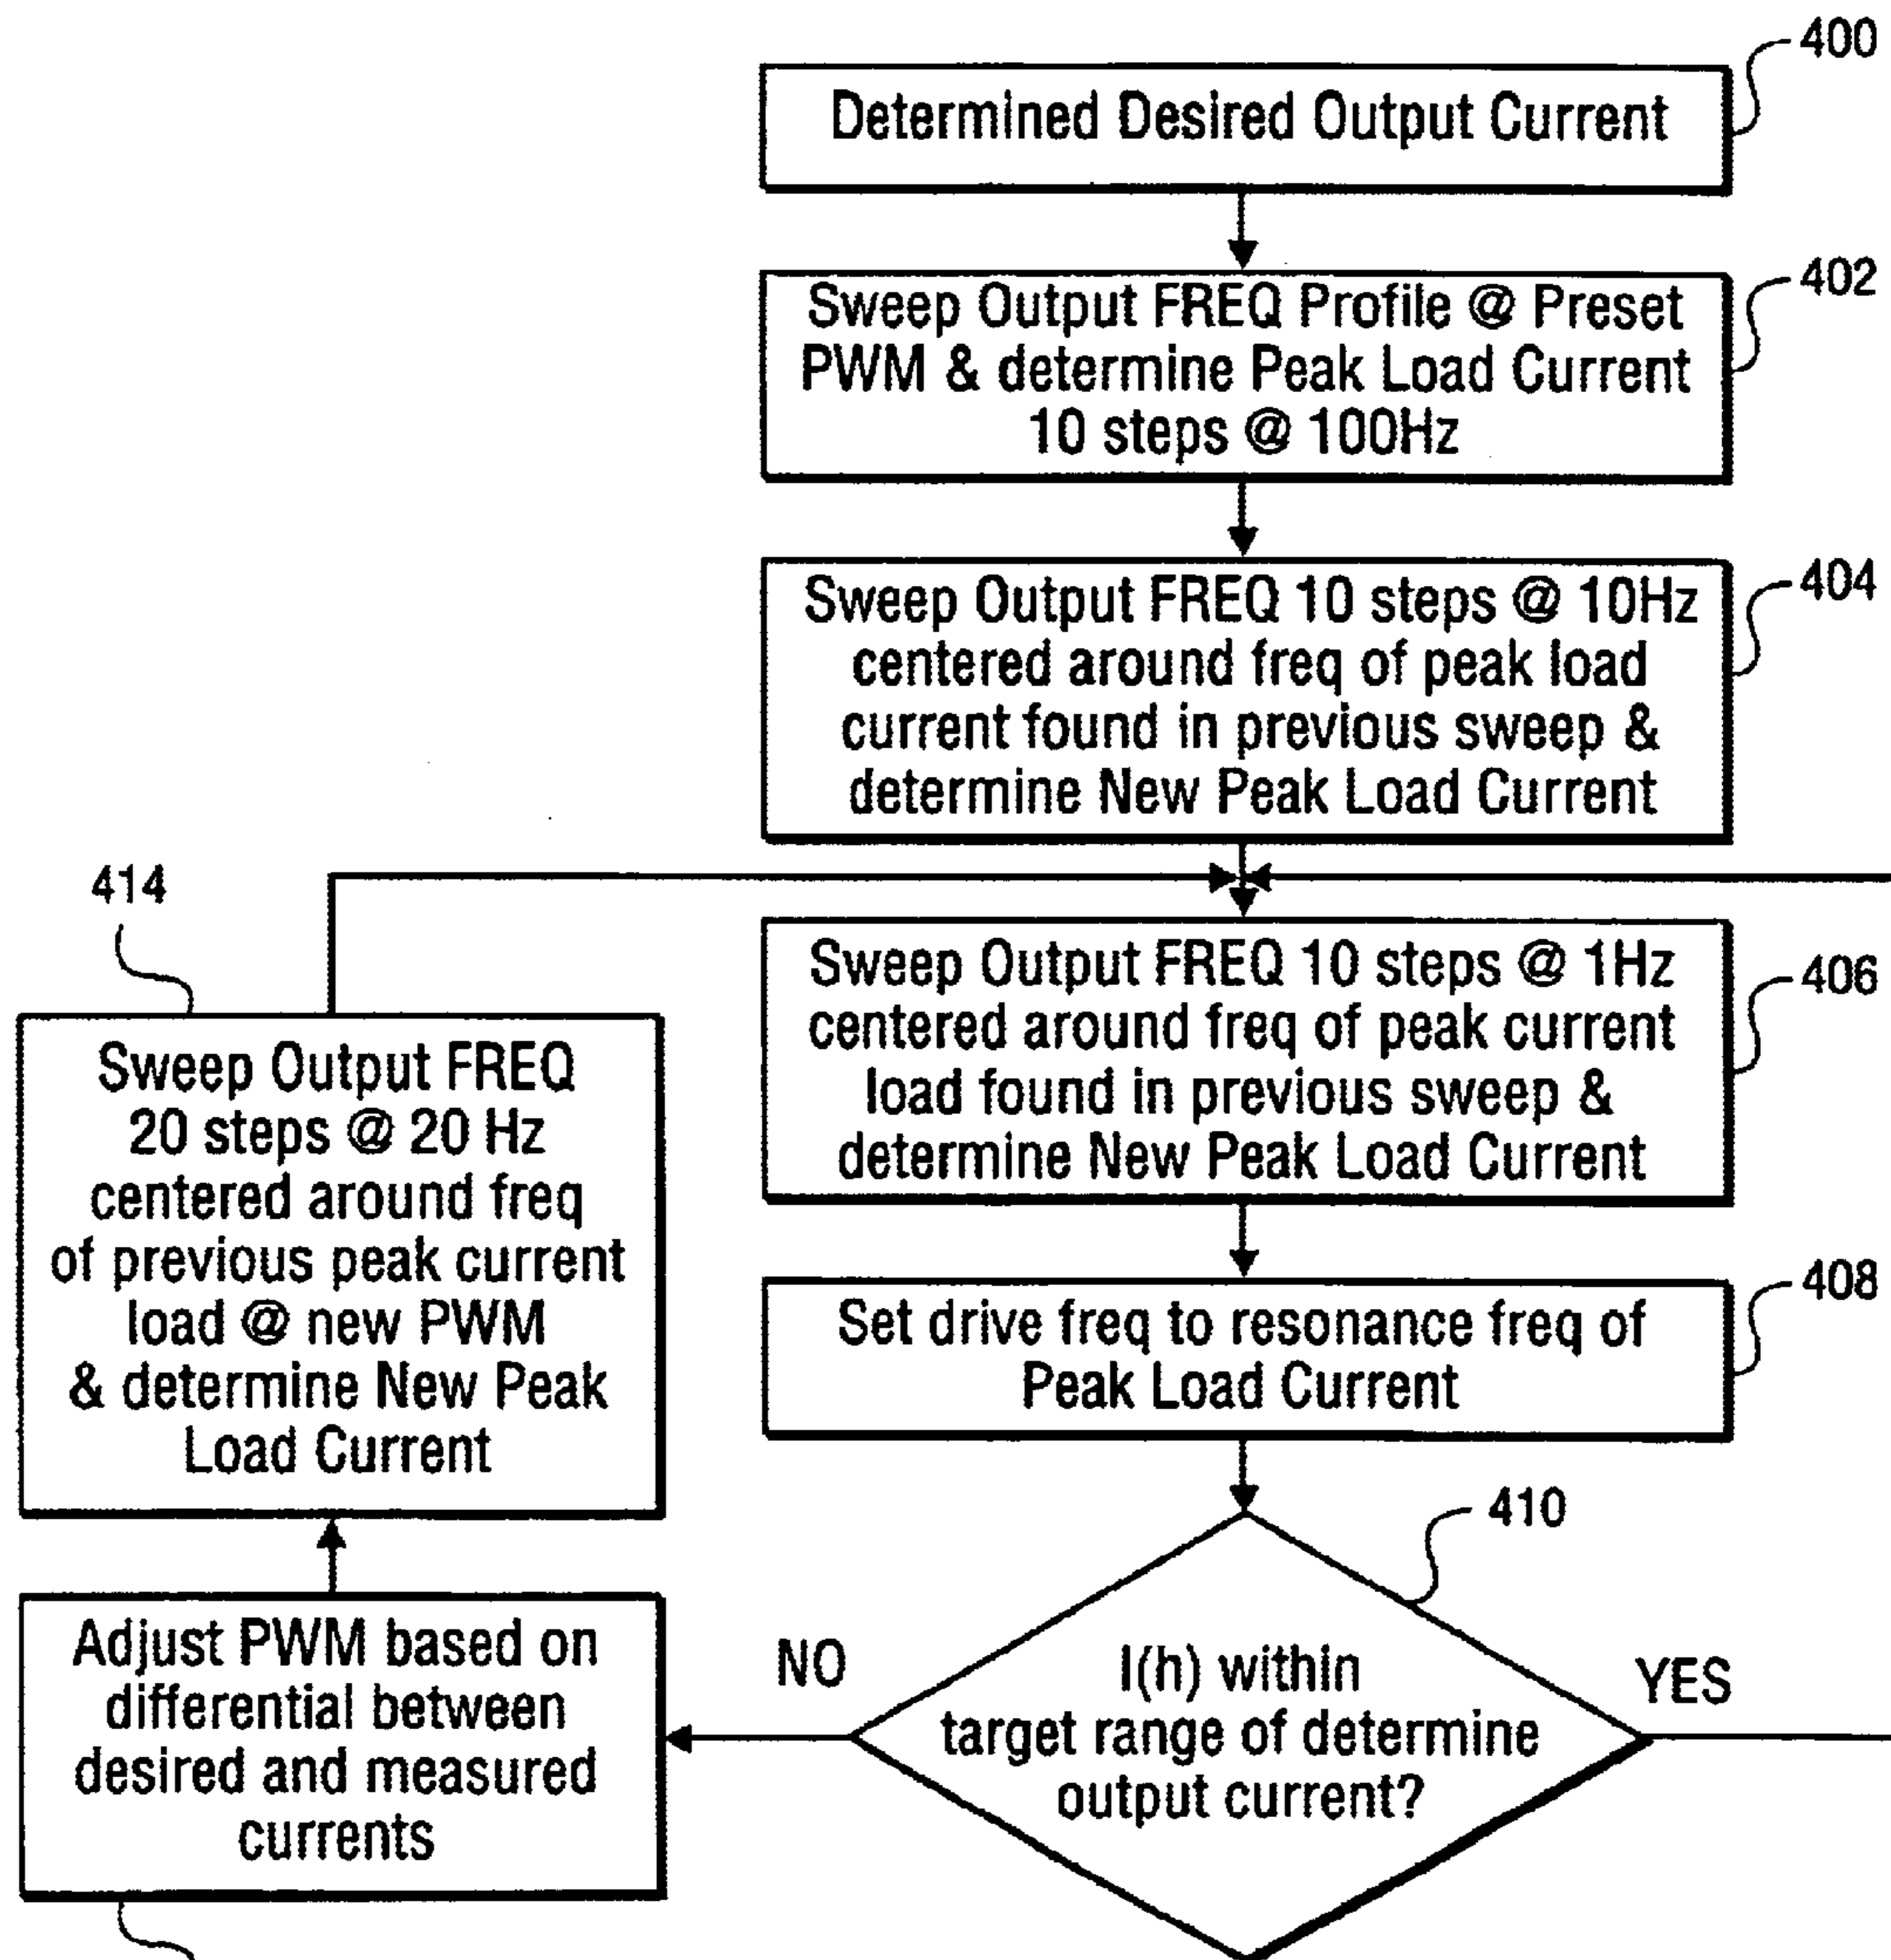 400
Determined Desired Output Current
402
Sweep Output FREQ Profile @ Preset
PWM & determine Peak Load Current
10 steps @ 100Hz
404
Sweep Output FREQ 10 steps @ 10Hz
centered around freq of peak load
current found in previous sweep &
determine New Peak Load Current
406
Sweep Output FREQ 10 steps @ 1Hz
centered around freq of peak current
load found in previous sweep &
determine New Peak Load Current
408
Set drive freq to resonance freq of
Peak Load Current
410
I(h) within
target range of determine
output current?
NO
YES
Adjust PWM based on
differential between
desired and measured
currents
414
Sweep Output FREQ
20 steps @ 20 Hz
centered around freq
of previous peak current
load @ new PWM
& determine New Peak
Load Current